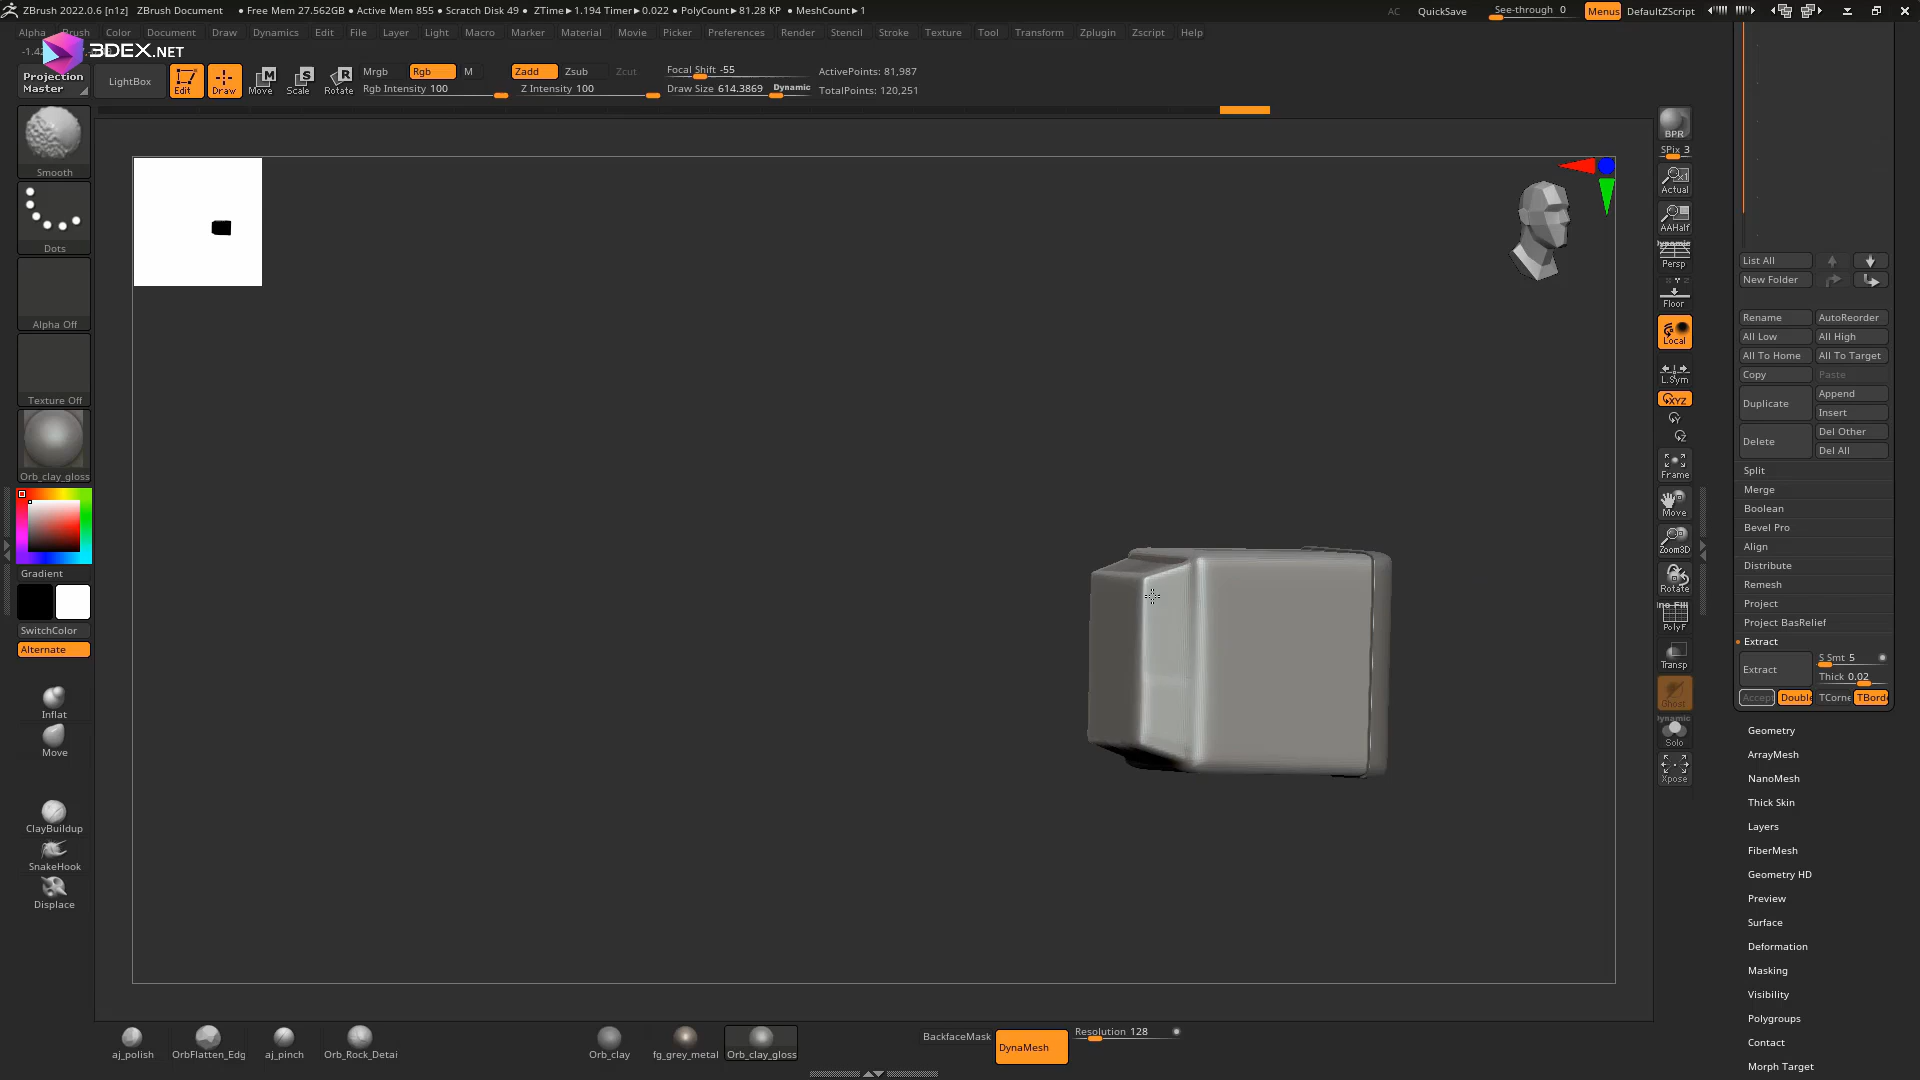 ZBrush 2022.0.6 [n1z] ZBrush Document ● Free Mem 27.562GB ● Active Mem 855 ● Scratch Disk 49 ● ZTime▶1.194 Timer▶0.022 ● PolyCount▶81.28 KP ● MeshCount▶1 AC QuickSave See-through 0 Menus DefaultZScript
Alpha Brush Color Document Draw Dynamics Edit File Layer Light Macro Marker Material Movie Picker Preferences Render Stencil Stroke Texture Tool Transform Zplugin Zscript Help
3DEX.NET
Projection Master
LightBox
Edit
Draw
Move
Scale
Rotate
Mrgb Rgb M
Rgb Intensity 100
Zadd Zsub Zcut
Z Intensity 100
Focal Shift -55
Draw Size 614.3869 Dynamic
ActivePoints: 81,987
TotalPoints: 120,251
Smooth
Dots
Alpha Off
Texture Off
Orb_clay_gloss
Gradient
SwitchColor
Alternate
Inflat
Move
ClayBuildup
SnakeHook
Displace
BPR
SPix 3
Actual
AAHalf
Dynamic
Persp
Floor
Local
L.Sym
XYZ
Frame
Move
Zoom3D
Rotate
PolyF
Transp
Ghost
Dynamic
Solo
Xpose
List All
New Folder
Rename AutoReorder
All Low All High
All To Home All To Target
Copy Paste
Duplicate Append
Insert
Delete Del Other
Del All
Split
Merge
Boolean
Bevel Pro
Align
Distribute
Remesh
Project
Project BasRelief
Extract
Extract S Smt 5
Thick 0.02
Accep Double TCorne TBord
Geometry
ArrayMesh
NanoMesh
Thick Skin
Layers
FiberMesh
Geometry HD
Preview
Surface
Deformation
Masking
Visibility
Polygroups
Contact
Morph Target
aj_polish OrbFlatten_Edg aj_pinch Orb_Rock_Detai Orb_clay fg_grey_metal Orb_clay_gloss
BackfaceMask DynaMesh Resolution 128